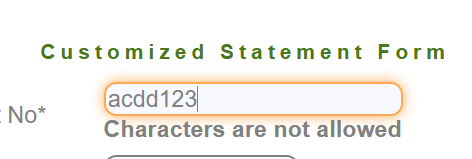 Customized Statement Form
acdd123
No*
Characters are not allowed